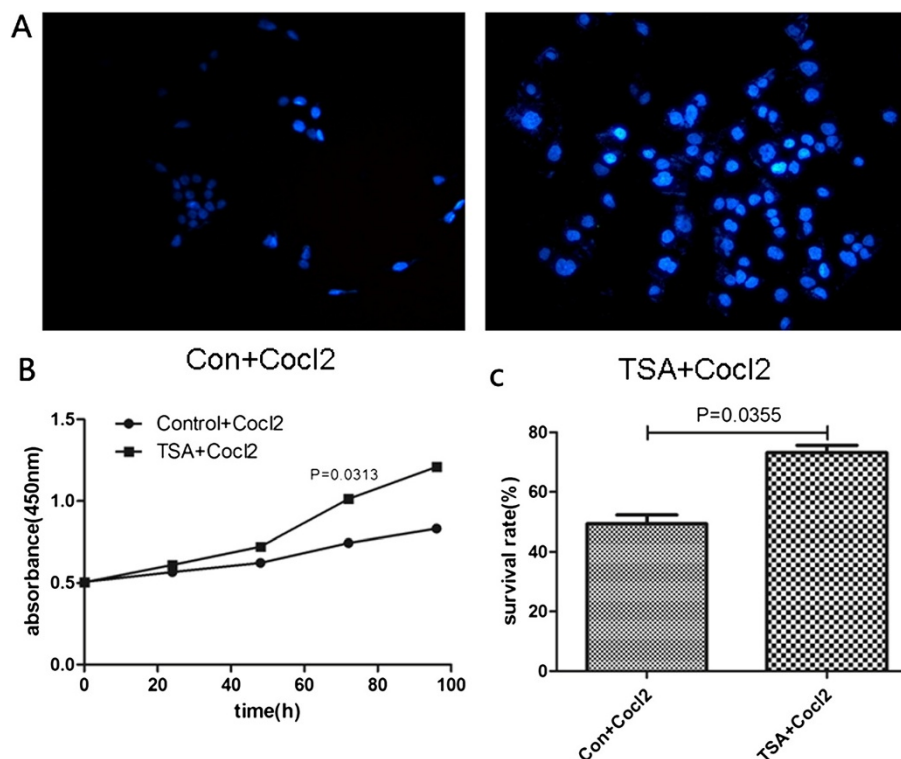 A
Con+Cocl2
TSA+Cocl2
B
1.5
1.0
0.5
0.0
absorbance(450nm)
Control+Cocl2
TSA+Cocl2
P=0.0313
0
20
40
60
80
100
time(h)
C
P=0.0355
80
60
40
20
0
survival rate(%)
Con+Cocl2
TSA+Cocl2